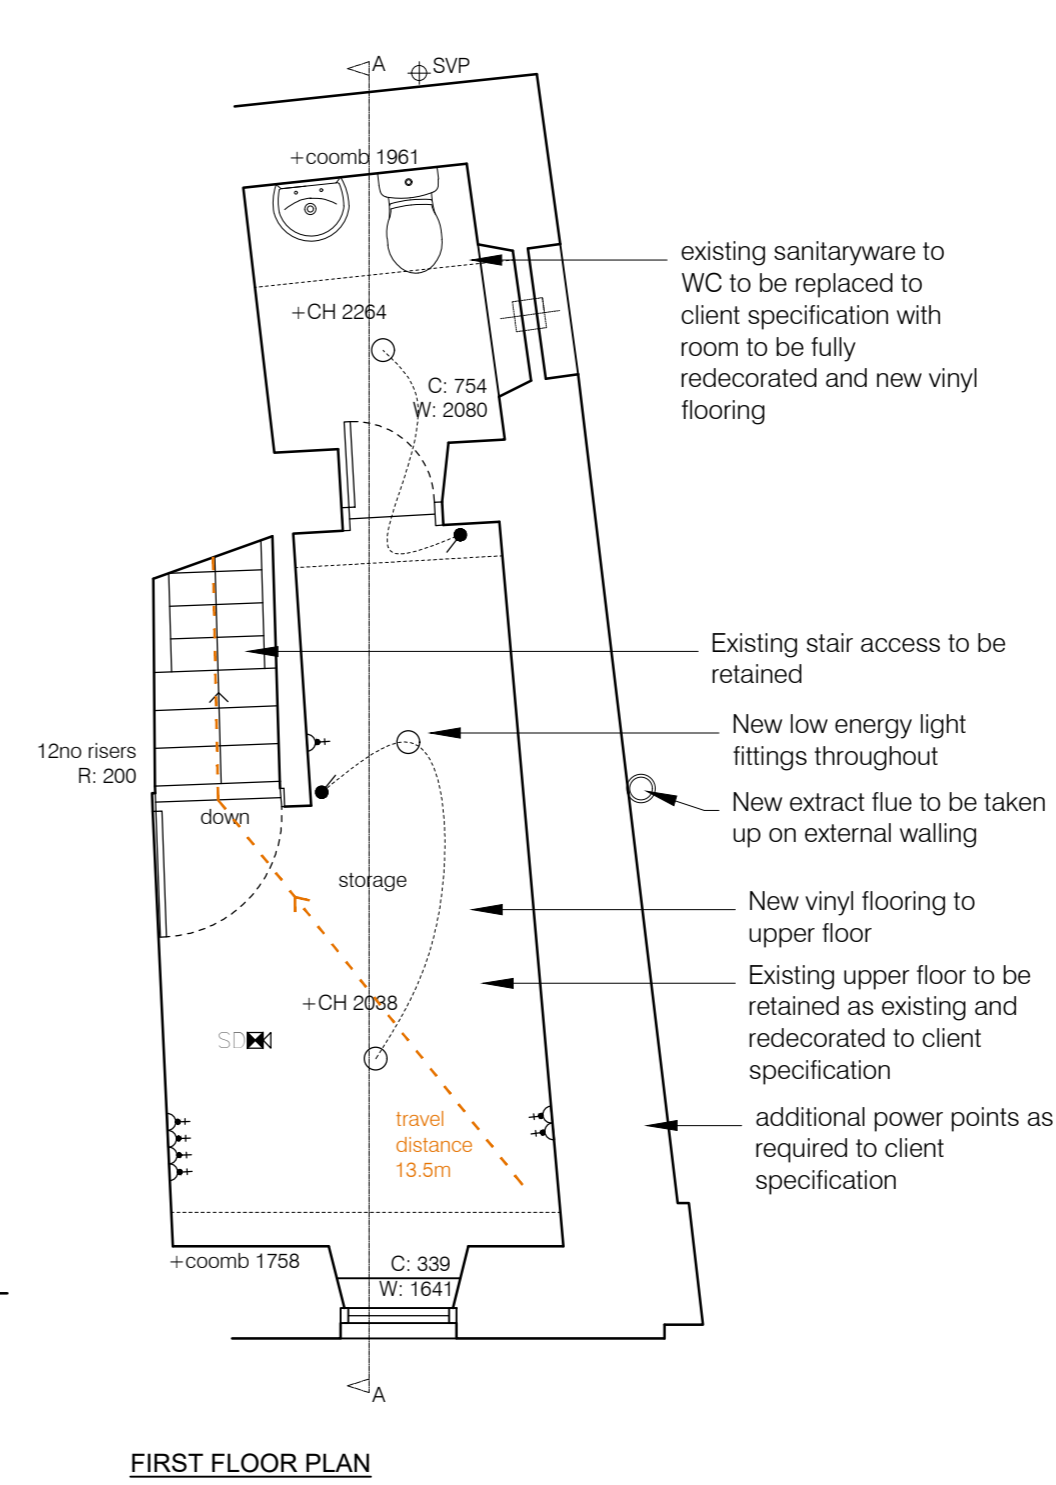 A
SVP
+coomb 1961
existing sanitaryware to
WC to be replaced to
client specification with
room to be fully
redecorated and new vinyl
flooring
+CH 2264
C: 754
W: 2080
Existing stair access to be
retained
New low energy light
fittings throughout
12no risers
R: 200
New extract flue to be taken
up on external walling
down
storage
New vinyl flooring to
upper floor
Existing upper floor to be
retained as existing and
redecorated to client
specification
+CH 2038
SD
travel
distance
13.5m
additional power points as
required to client
specification
+coomb 1758
C: 339
W: 1641
A
FIRST FLOOR PLAN